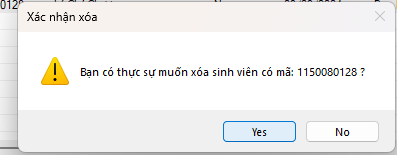 Xác nhận xóa
Bạn có thực sự muốn xóa sinh viên có mã: 1150080128 ?
Yes
No